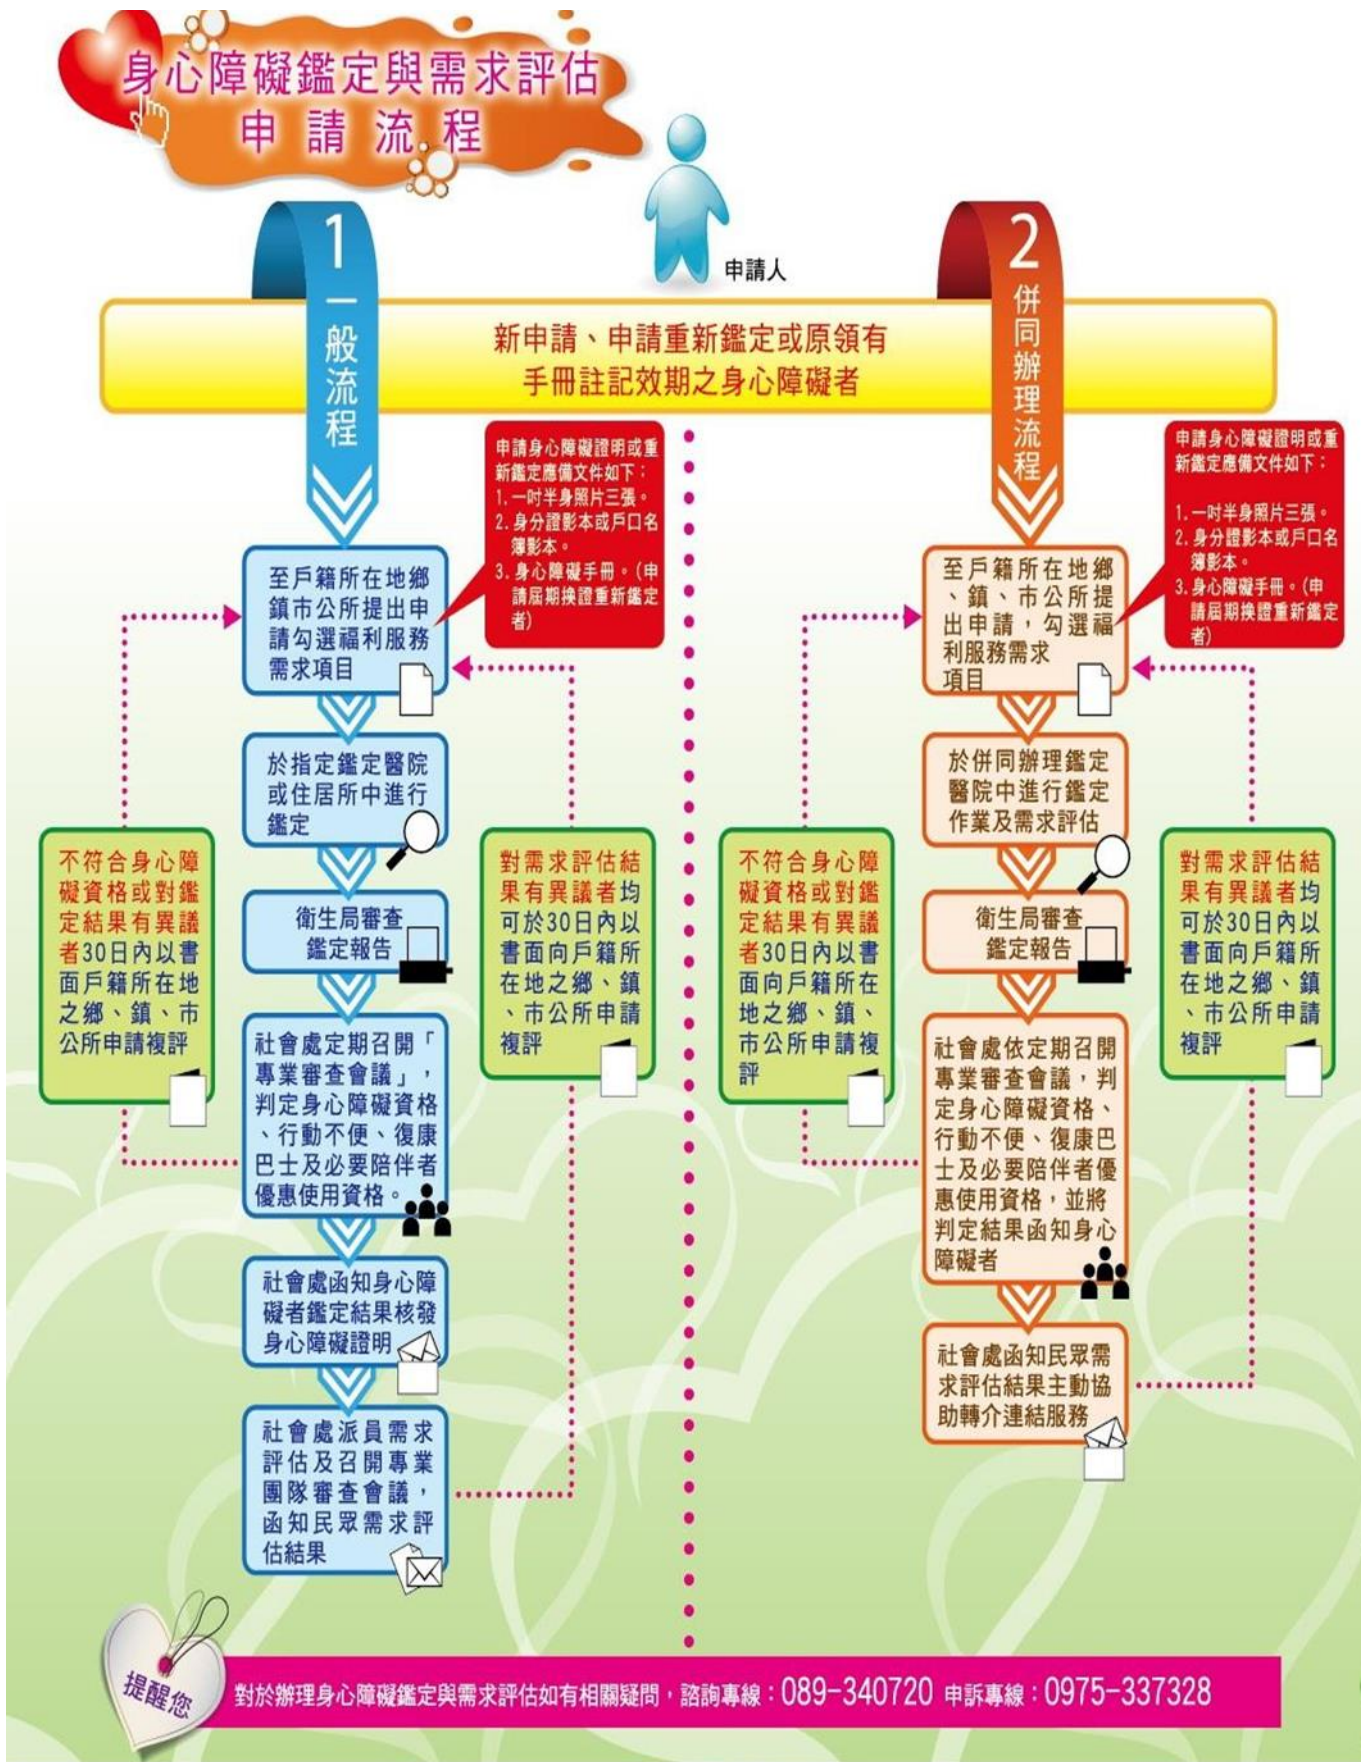 身心障礙鑑定與需求評估
申請流程
申請人
新申請、申請重新鑑定或原領有
手冊註記效期之身心障礙者
1
一般流程
申請身心障礙證明或重
新鑑定應備文件如下：
1.一吋半身照片三張。
2.身分證影本或戶口名
簿影本。
3.身心障礙手冊。(申
請屆期換證重新鑑定
者)
至戶籍所在地鄉
鎮市公所提出申
請勾選福利服務
需求項目
於指定鑑定醫院
或住居所中進行
鑑定
衛生局審查
鑑定報告
社會處定期召開「
專業審查會議」，
判定身心障礙資格
、行動不便、復康
巴士及必要陪伴者
優惠使用資格。
社會處函知身心障
礙者鑑定結果核發
身心障礙證明
社會處派員需求
評估及召開專業
團隊審查會議，
函知民眾需求評
估結果
不符合身心障
礙資格或對鑑
定結果有異議
者30日內以書
面戶籍所在地
之鄉、鎮、市
公所申請複評
對需求評估結
果有異議者均
可於30日內以
書面向戶籍所
在地之鄉、鎮
、市公所申請
複評
2
併同辦理流程
申請身心障礙證明或重
新鑑定應備文件如下：
1.一吋半身照片三張。
2.身分證影本或戶口名
簿影本。
3.身心障礙手冊。(申
請屆期換證重新鑑定
者)
至戶籍所在地鄉
、鎮、市公所提
出申請，勾選福
利服務需求
項目
於併同辦理鑑定
醫院中進行鑑定
作業及需求評估
衛生局審查
鑑定報告
社會處依定期召開
專業審查會議，判
定身心障礙資格、
行動不便、復康巴
士及必要陪伴者優
惠使用資格，並將
判定結果函知身心
障礙者
社會處函知民眾需
求評估結果主動協
助轉介連結服務
不符合身心障
礙資格或對鑑
定結果有異議
者30日內以書
面向戶籍所在
地之鄉、鎮、
市公所申請複
評
對需求評估結
果有異議者均
可於30日內以
書面向戶籍所
在地之鄉、鎮
、市公所申請
複評
提醒您
對於辦理身心障礙鑑定與需求評估如有相關疑問，諮詢專線：089-340720 申訴專線：0975-337328